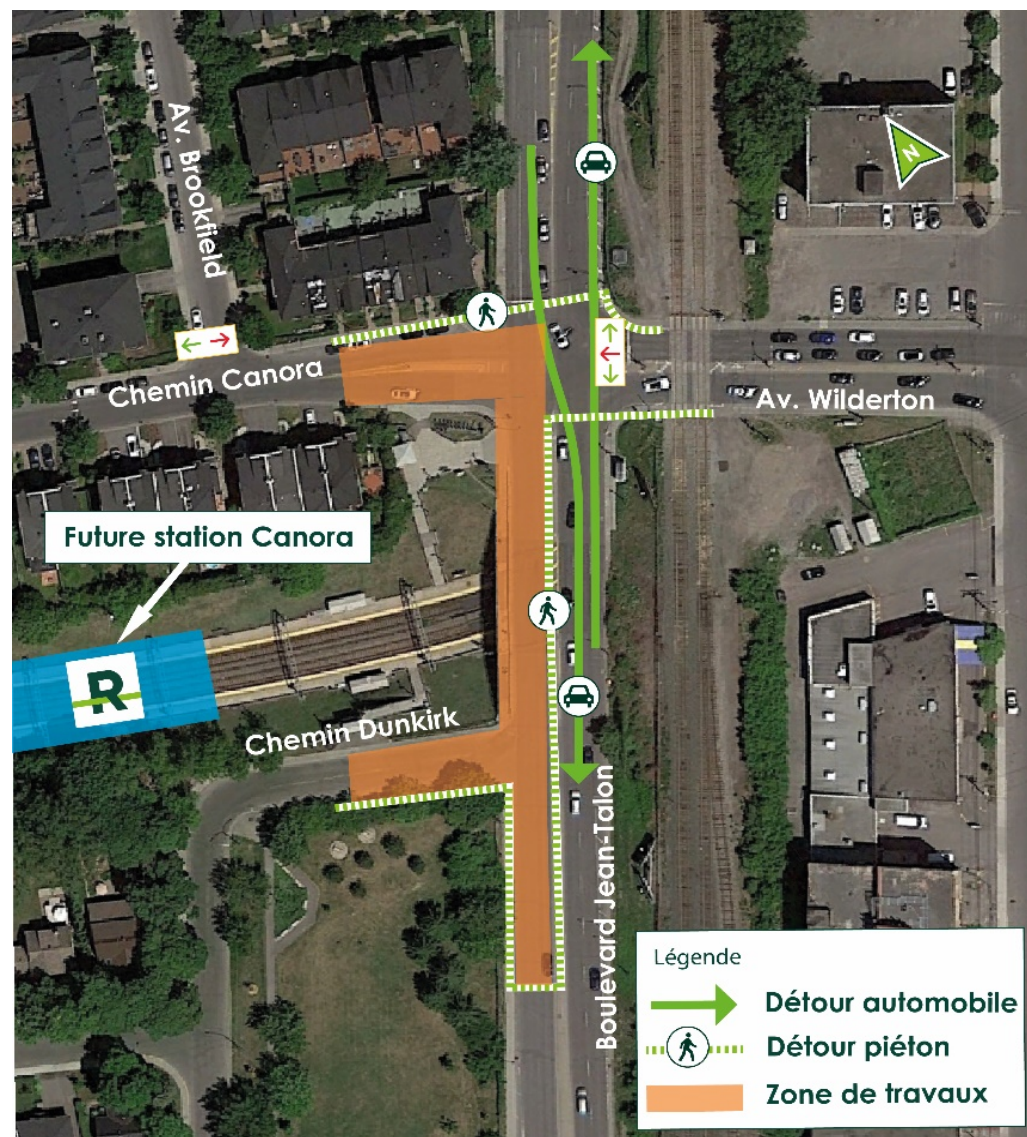 N
Av. Brookfield
Chemin Canora
Av. Wilderton
Future station Canora
R
Chemin Dunkirk
Boulevard Jean-Talon
Légende
Détour automobile
Détour piéton
Zone de travaux